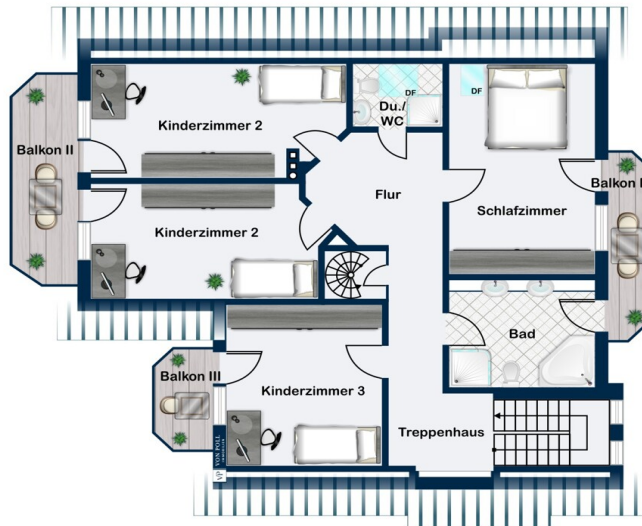 DF
Du./
WC
DF
Kinderzimmer 2
Balkon II
Flur
Schlafzimmer
Balkon I
Kinderzimmer 2
Bad
Balkon III
Kinderzimmer 3
Treppenhaus
VP VON POLL